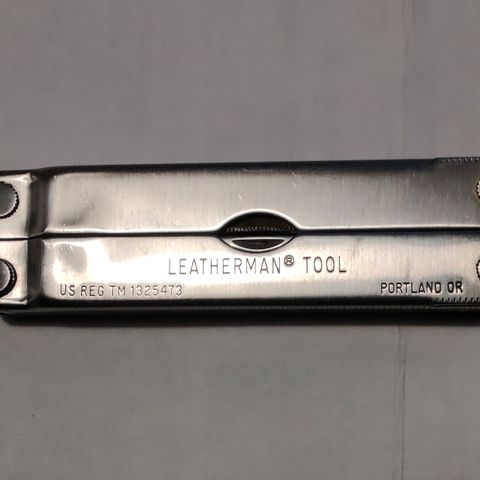 LEATHERMAN® TOOL
US REG TM 1325473 PORTLAND OR